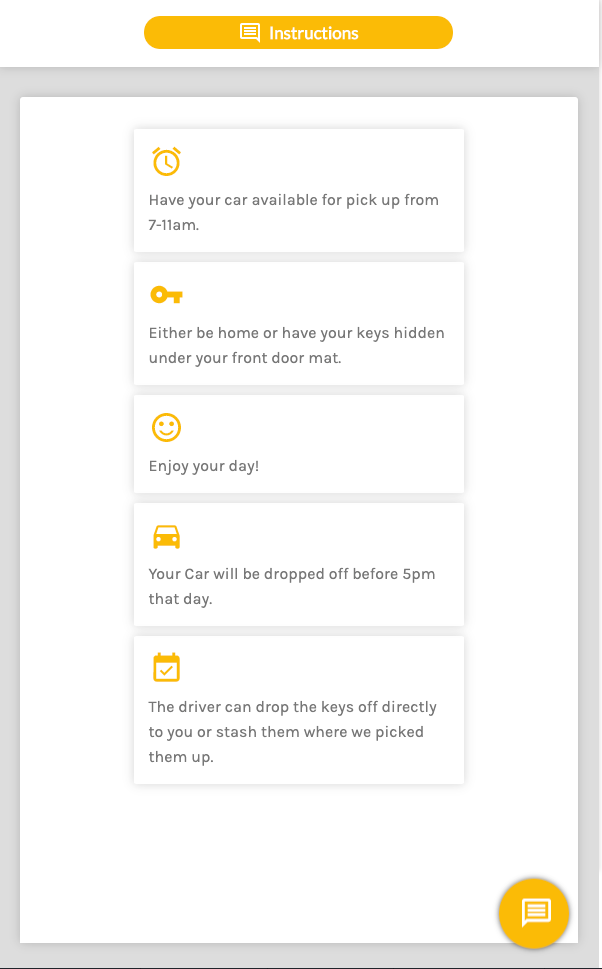 Instructions
Have your car available for pick up from
7-11am.
Either be home or have your keys hidden
under your front door mat.
Enjoy your day!
Your Car will be dropped off before 5pm
that day.
The driver can drop the keys off directly
to you or stash them where we picked
them up.